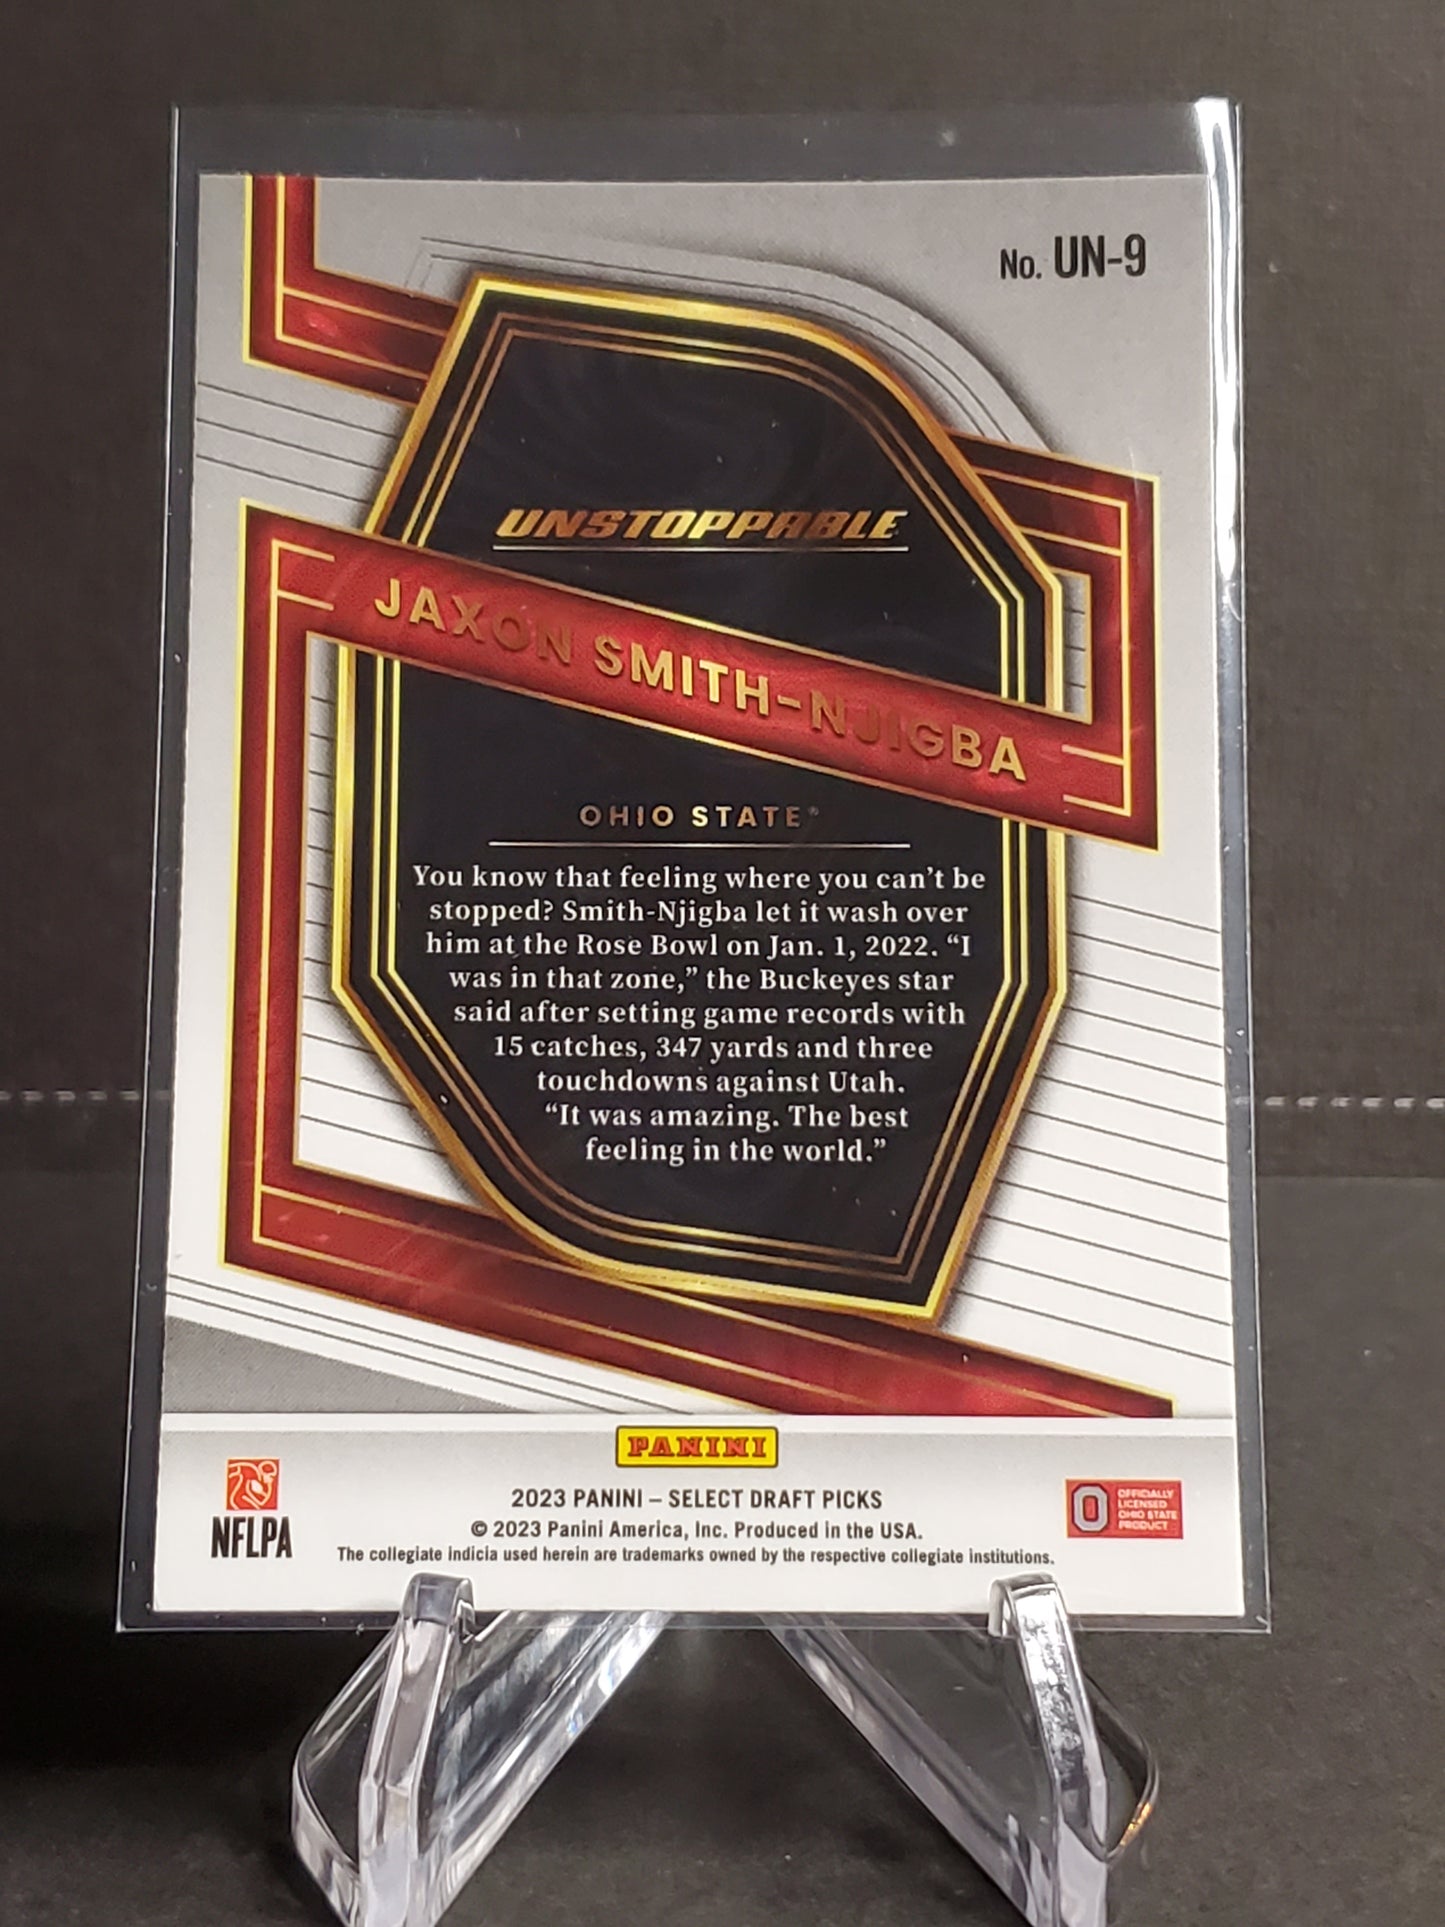 No. UN-9
UNSTOPPABLE
JAXON SMITH-NJIGBA
OHIO STATE®
You know that feeling where you can’t be
stopped? Smith-Njigba let it wash over
him at the Rose Bowl on Jan. 1, 2022. “I
was in that zone,” the Buckeyes star
said after setting game records with
15 catches, 347 yards and three
touchdowns against Utah.
“It was amazing. The best
feeling in the world.”
PANINI
NFLPA
2023 PANINI – SELECT DRAFT PICKS
© 2023 Panini America, Inc. Produced in the USA.
The collegiate indicia used herein are trademarks owned by the respective collegiate institutions.
O
OFFICIALLY
LICENSED
OHIO STATE
PRODUCT